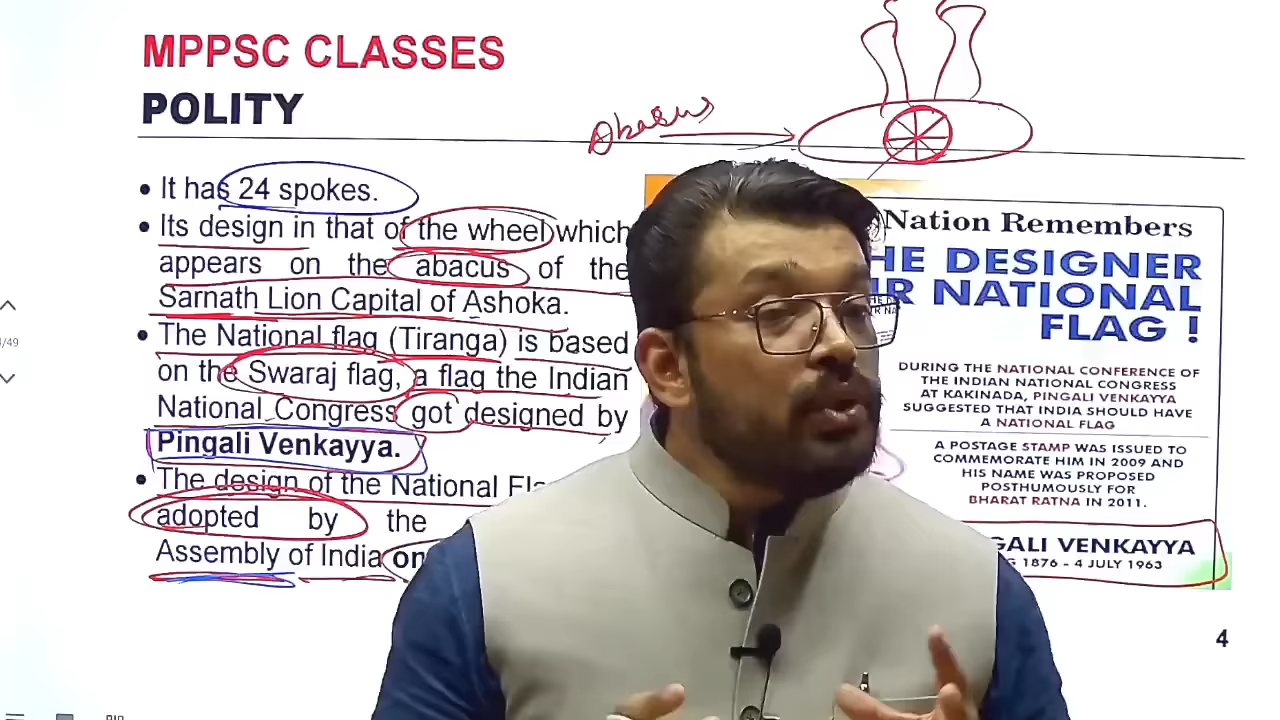 MPPSC CLASSES
POLITY
Abacus
• It has 24 spokes.
• Its design in that of the wheel which
appears on the abacus of the
Sarnath Lion Capital of Ashoka.
• The National flag (Tiranga) is based
on the Swaraj flag, a flag the Indian
National Congress got designed by
Pingali Venkayya.
• The design of the National
adopted by the
Assembly of India on
Nation Remembers
HE DESIGNER
R NATIONAL
FLAG !
DURING THE NATIONAL CONFERENCE OF
THE INDIAN NATIONAL CONGRESS
AT KAKINADA, PINGALI VENKAYYA
SUGGESTED THAT INDIA SHOULD HAVE
A NATIONAL FLAG
A POSTAGE STAMP WAS ISSUED TO
COMMEMORATE HIM IN 2009 AND
HIS NAME WAS PROPOSED
POSTHUMOUSLY FOR
BHARAT RATNA IN 2011.
GALI VENKAYYA
1876 - 4 JULY 1963
/49
4